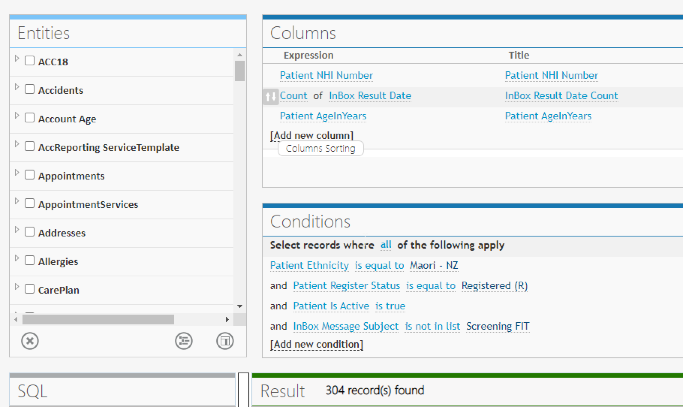 Entities
ACC18
Accidents
Account Age
AccReporting ServiceTemplate
Appointments
AppointmentServices
Addresses
Allergies
CarePlan
Columns
Expression Title
Patient NHI Number Patient NHI Number
Count of InBox Result Date InBox Result Date Count
Patient AgeInYears Patient AgeInYears
[Add new column]
Columns Sorting
Conditions
Select records where all of the following apply
Patient Ethnicity is equal to Maori - NZ
and Patient Register Status is equal to Registered (R)
and Patient Is Active is true
and InBox Message Subject is not in list Screening FIT
[Add new condition]
SQL
Result 304 record(s) found